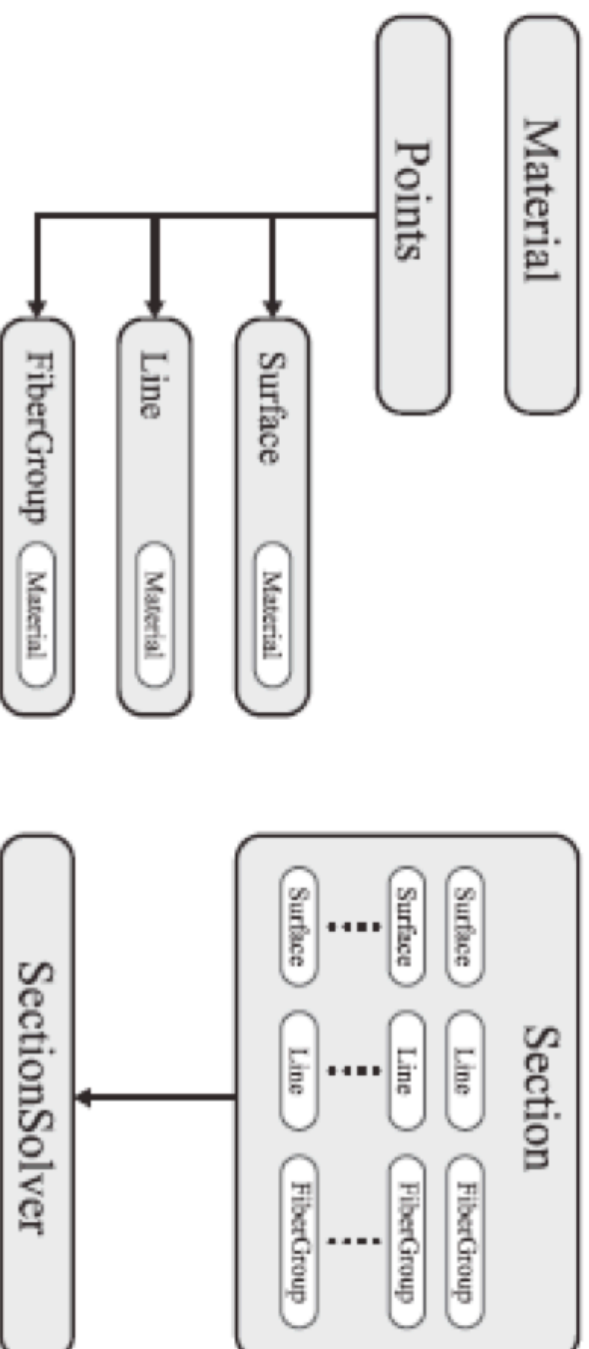 Material
Points
Surface Material
Line Material
FiberGroup Material
Section
Surface Line FiberGroup
Surface Line FiberGroup
Surface Line FiberGroup
SectionSolver